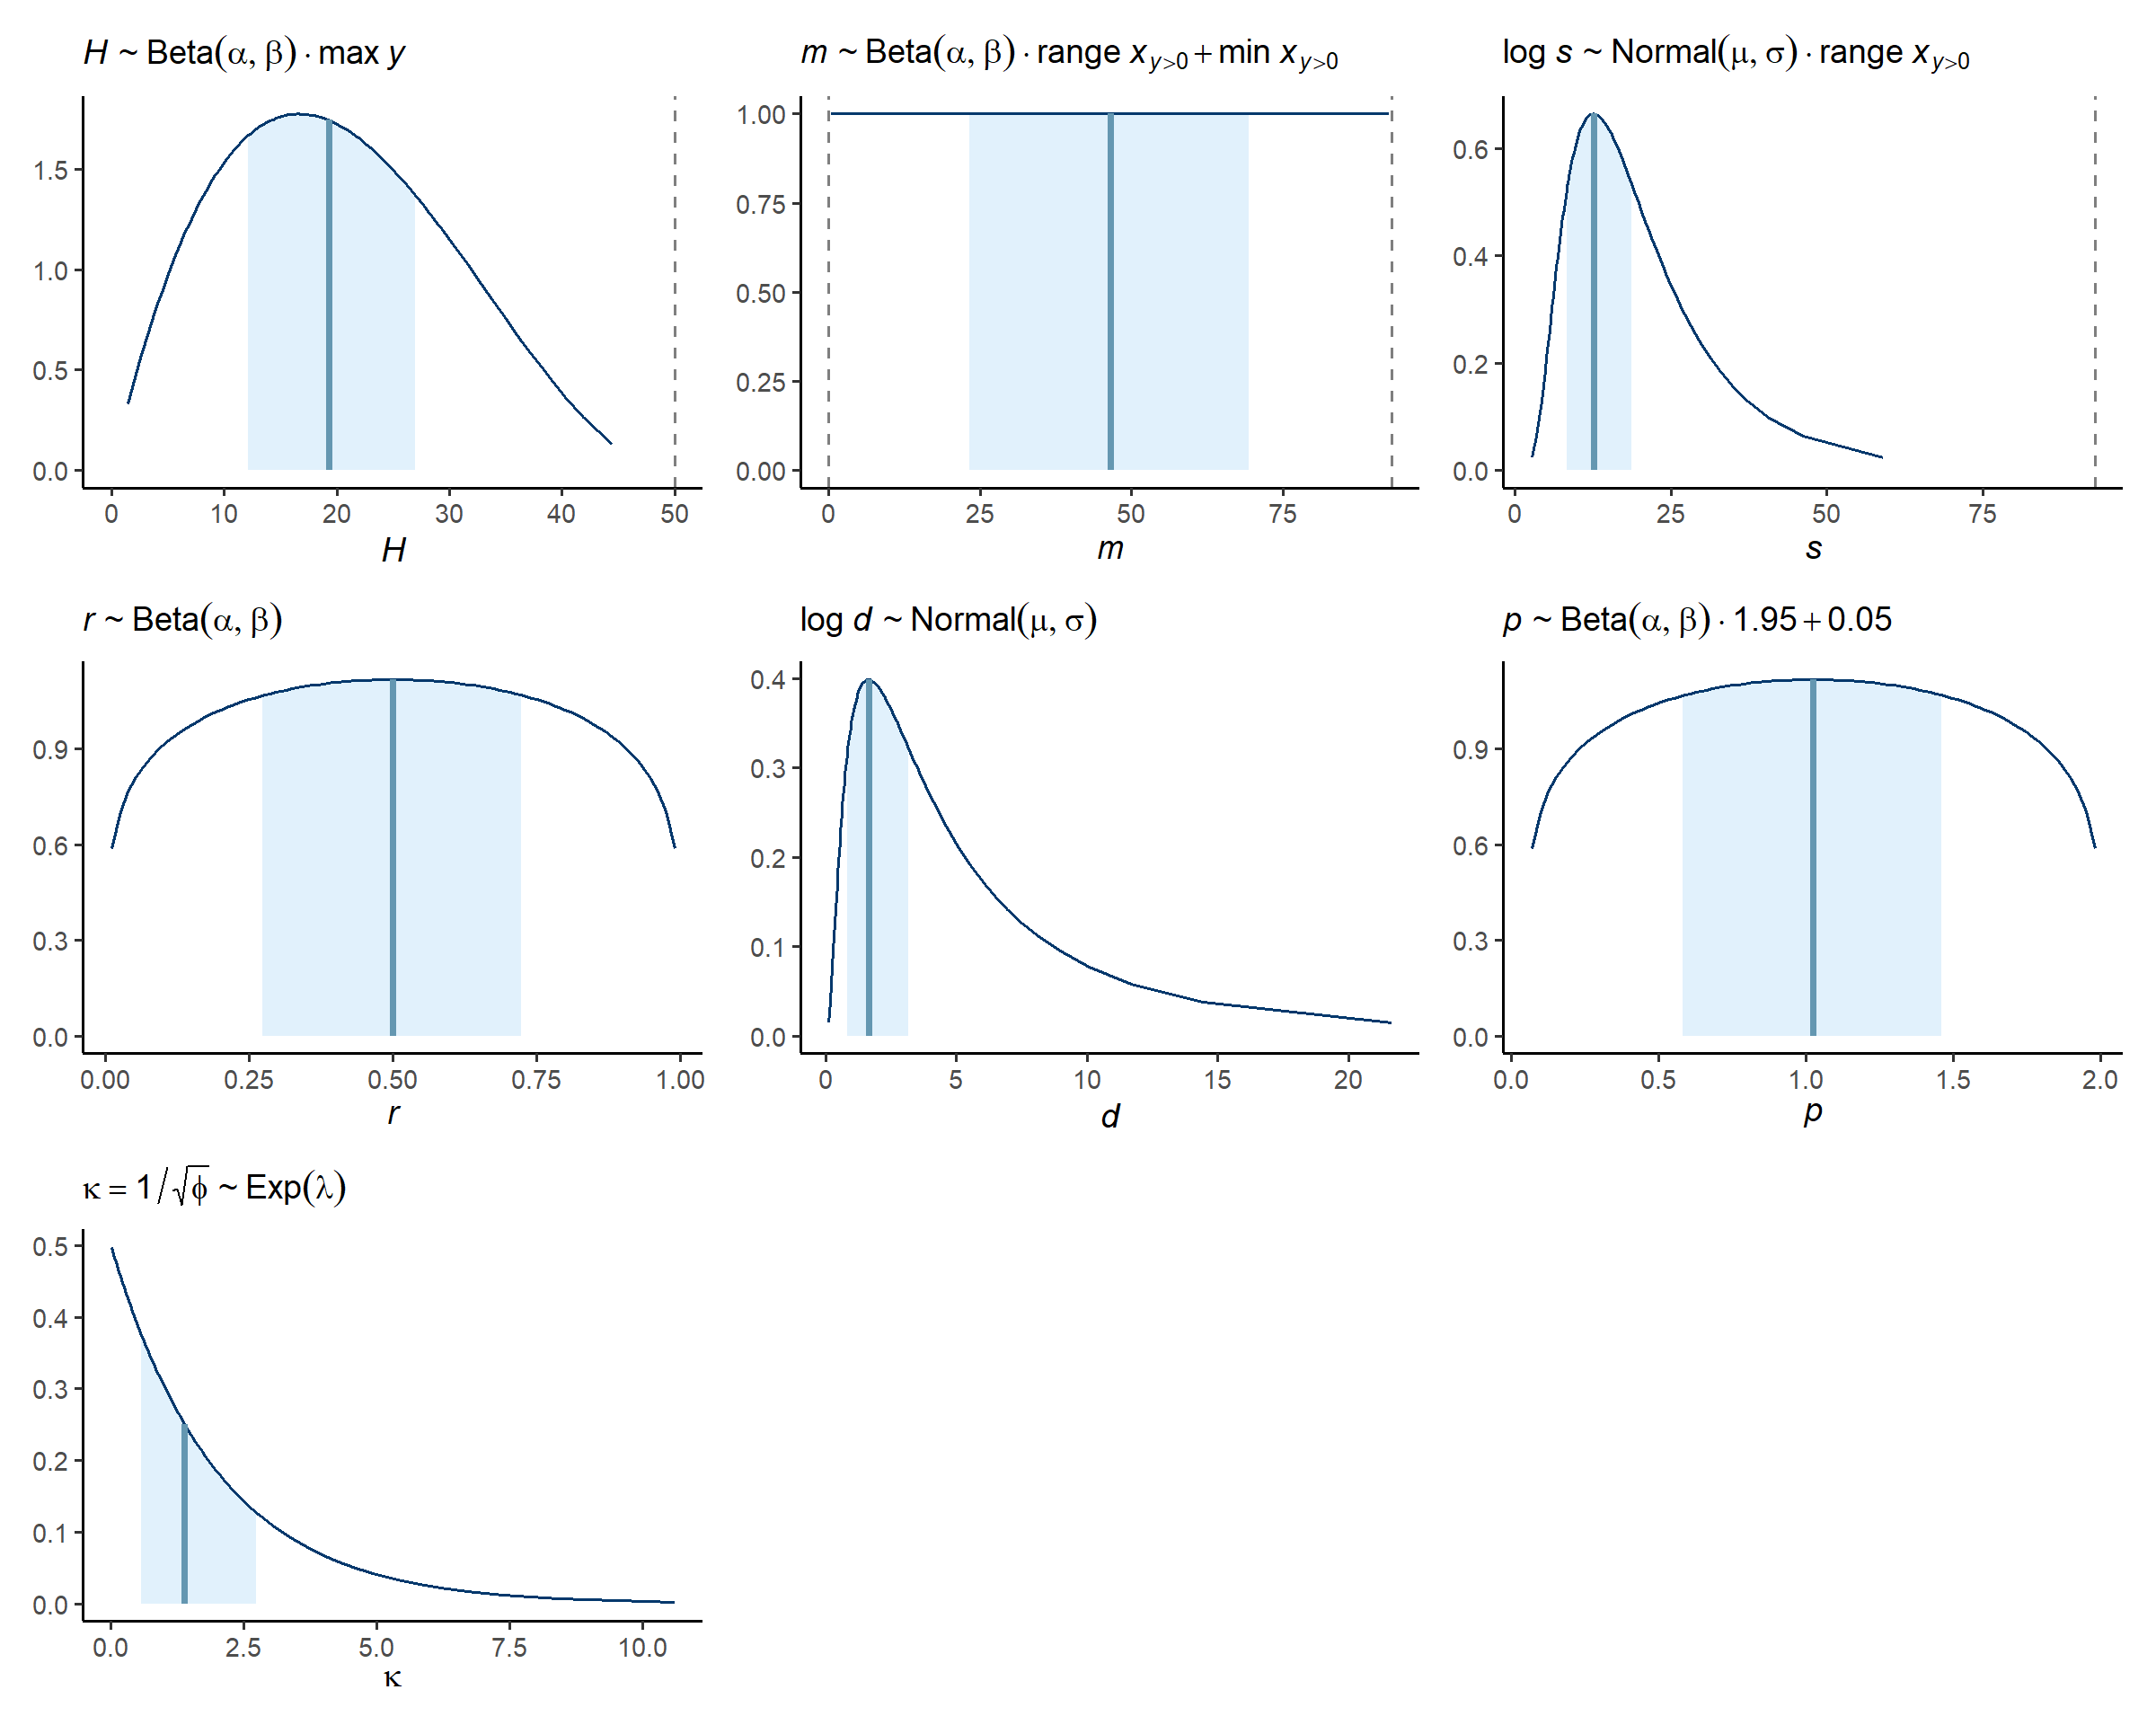 H ~ Beta(α, β) · max y
1.5
1.0
0.5
0.0
0 10 20 30 40 50
H
m ~ Beta(α, β) · range x_{y>0} + min x_{y>0}
1.00
0.75
0.50
0.25
0.00
0 25 50 75
m
log s ~ Normal(μ, σ) · range x_{y>0}
0.6
0.4
0.2
0.0
0 25 50 75
s
r ~ Beta(α, β)
0.9
0.6
0.3
0.0
0.00 0.25 0.50 0.75 1.00
r
log d ~ Normal(μ, σ)
0.4
0.3
0.2
0.1
0.0
0 5 10 15 20
d
p ~ Beta(α, β) · 1.95 + 0.05
0.9
0.6
0.3
0.0
0.0 0.5 1.0 1.5 2.0
p
κ = 1/√ϕ ~ Exp(λ)
0.5
0.4
0.3
0.2
0.1
0.0
0.0 2.5 5.0 7.5 10.0
κ